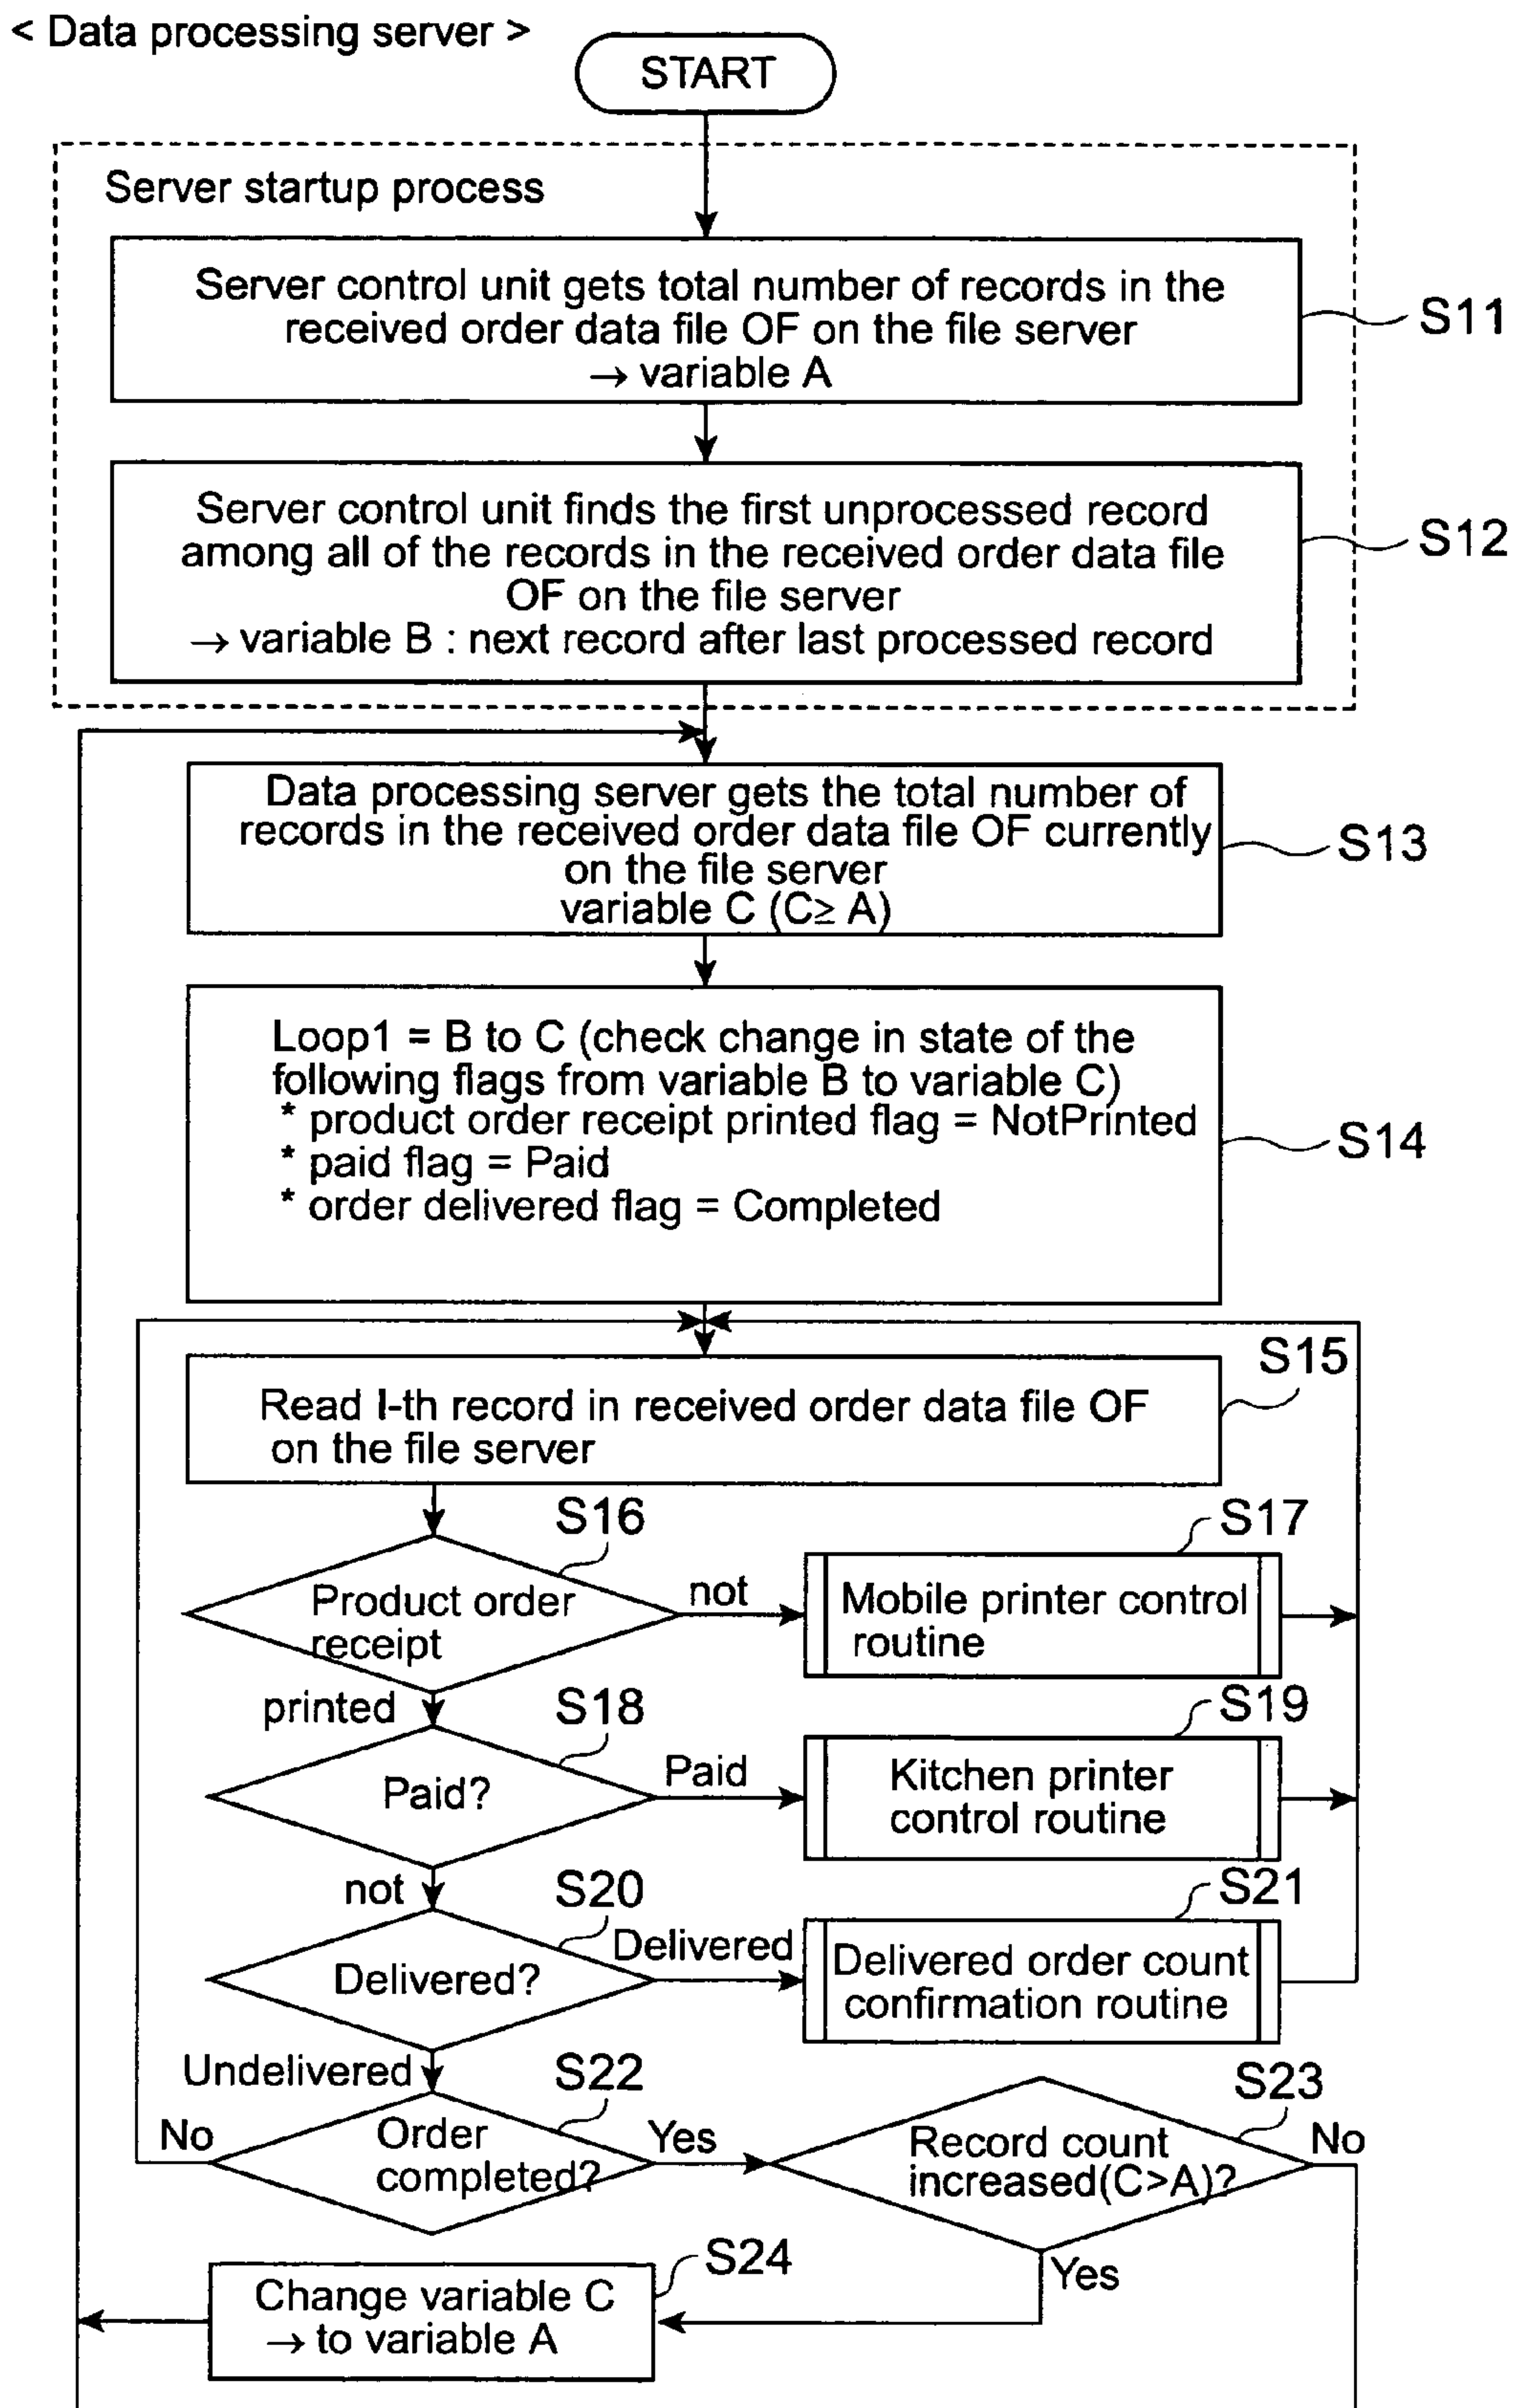 < Data processing server >
START
Server startup process
Server control unit gets total number of records in the
received order data file OF on the file server
→ variable A
S11
Server control unit finds the first unprocessed record
among all of the records in the received order data file
OF on the file server
→ variable B : next record after last processed record
S12
Data processing server gets the total number of
records in the received order data file OF currently
on the file server
variable C (C≥ A)
S13
Loop1 = B to C (check change in state of the
following flags from variable B to variable C)
* product order receipt printed flag = NotPrinted
* paid flag = Paid
* order delivered flag = Completed
S14
S15
Read I-th record in received order data file OF
on the file server
S16
Product order
receipt
not
S17
Mobile printer control
routine
printed
S18
Paid?
Paid
S19
Kitchen printer
control routine
not
S20
Delivered?
Delivered
S21
Delivered order count
confirmation routine
Undelivered
S22
No
Order
completed?
Yes
S23
Record count
increased(C>A)?
No
Yes
S24
Change variable C
→ to variable A